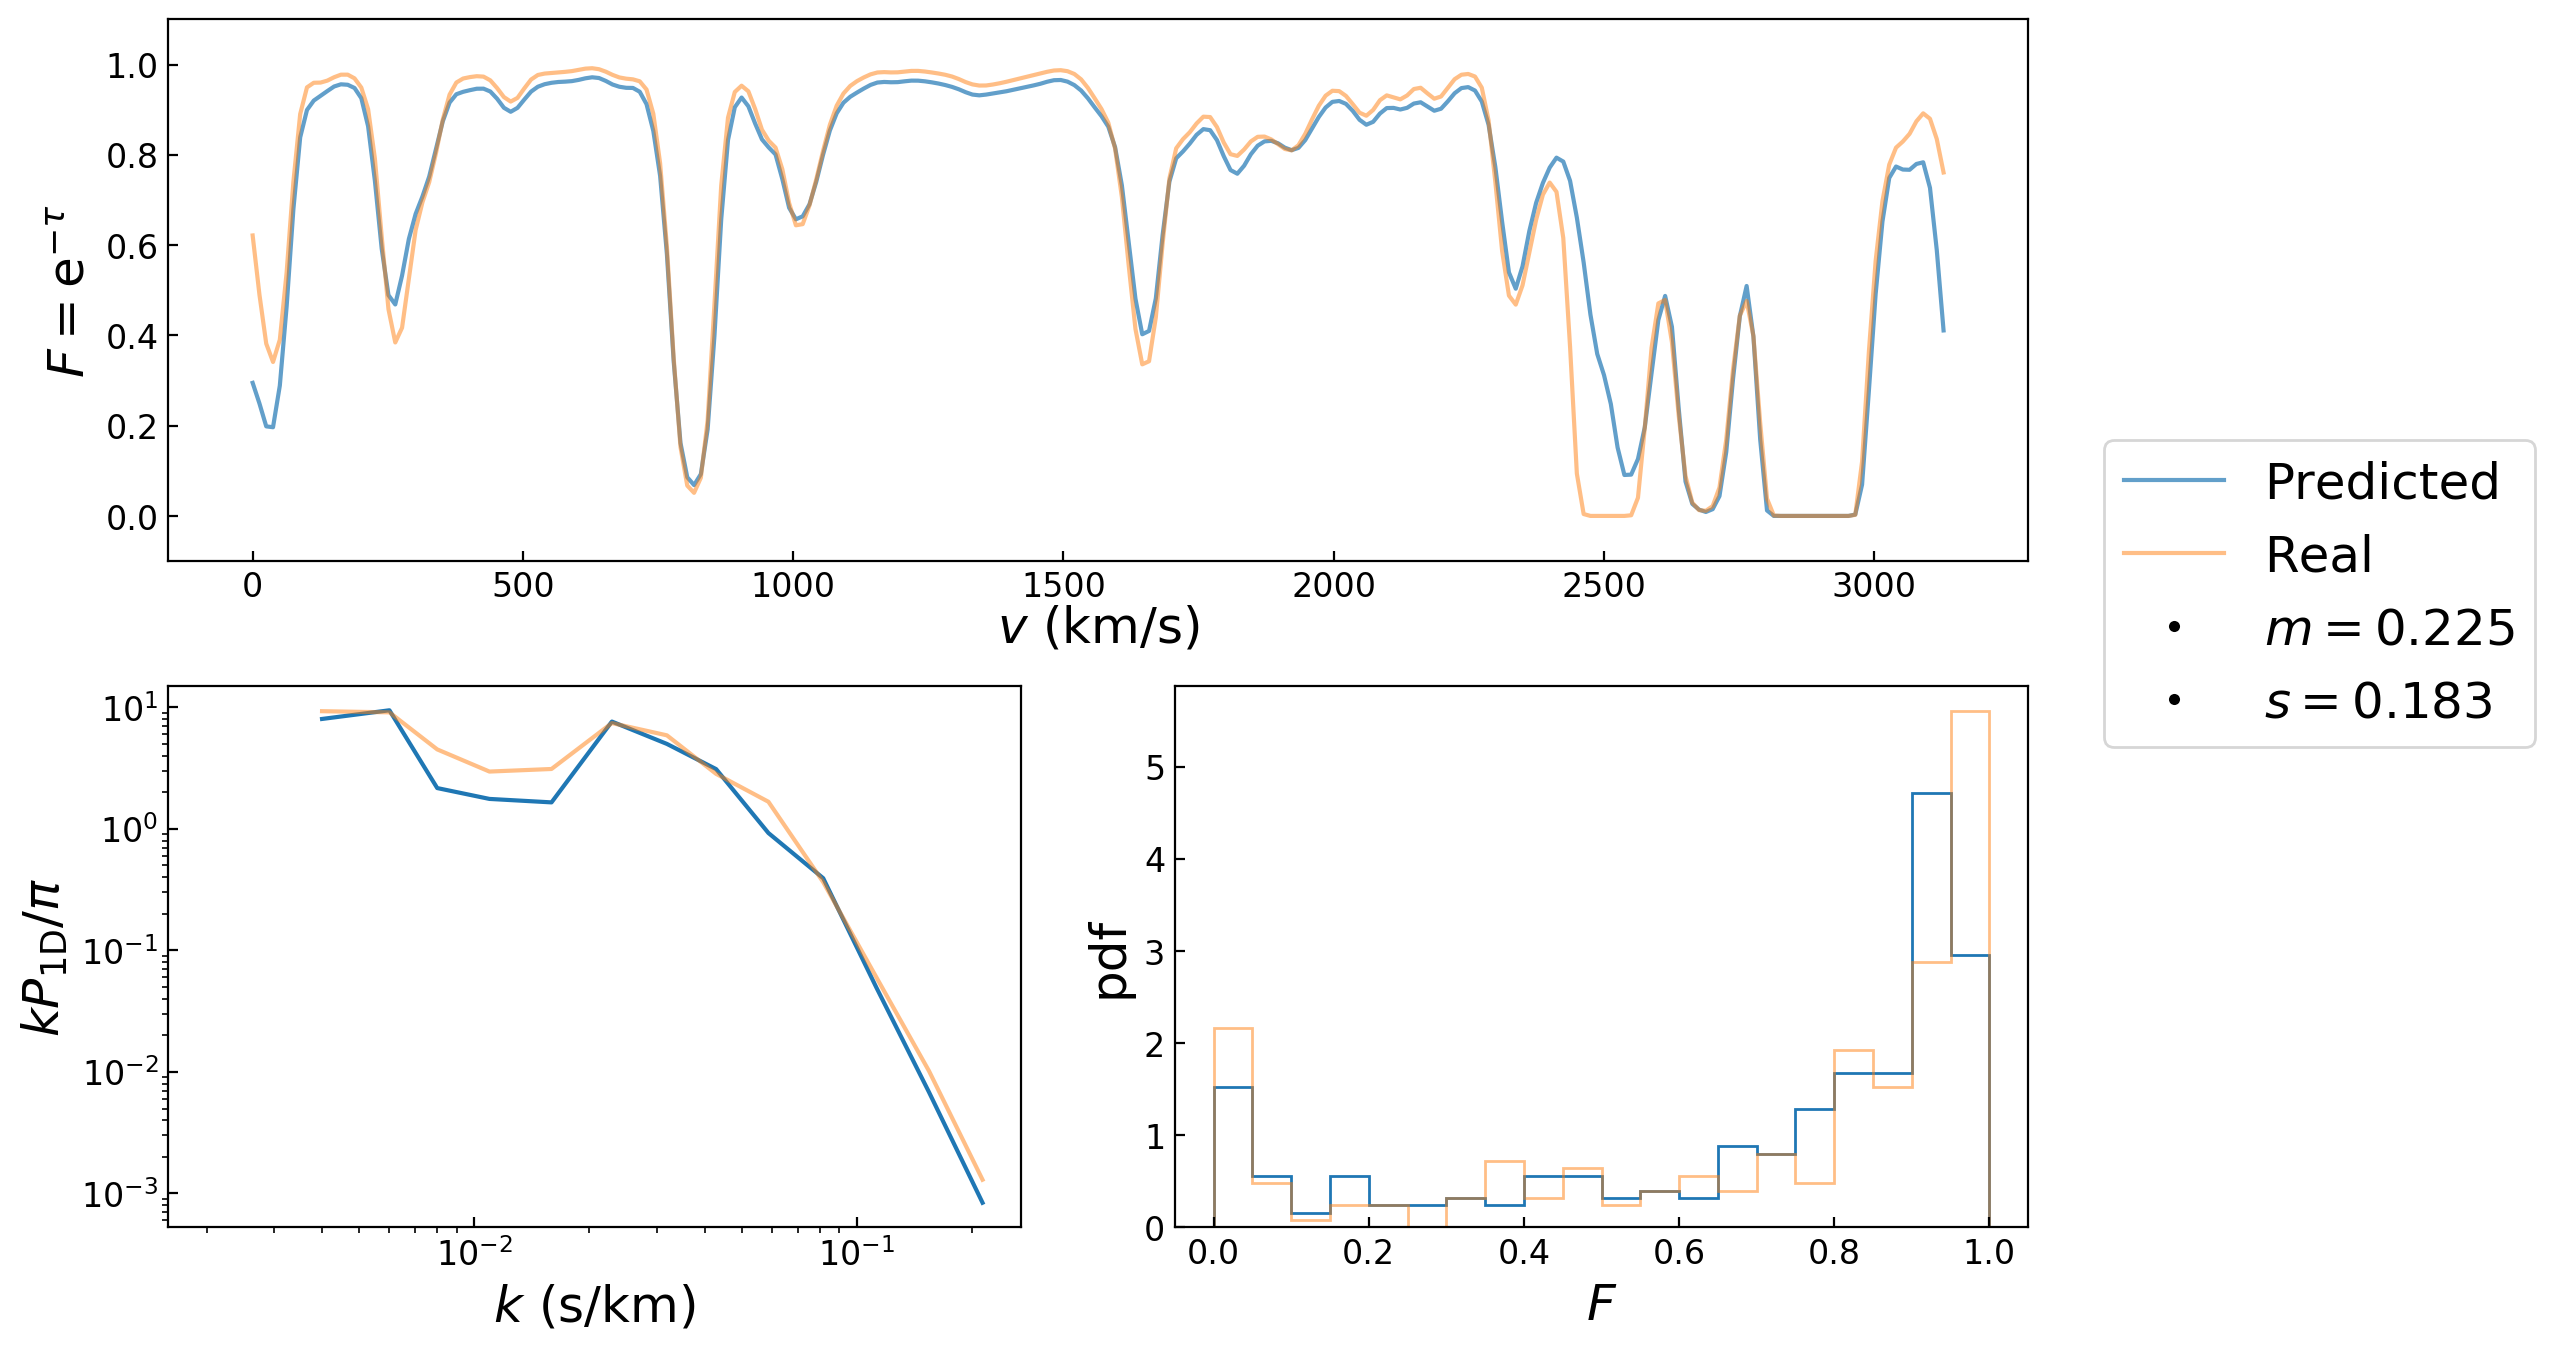 F = e^{−τ}
1.0
0.8
0.6
0.4
0.2
0.0
0 500 1000 1500 2000 2500 3000
v (km/s)
Predicted
Real
m = 0.225
s = 0.183
kP_{1D}/π
10^1
10^0
10^{−1}
10^{−2}
10^{−3}
10^{−2} 10^{−1}
k (s/km)
pdf
5
4
3
2
1
0
0.0 0.2 0.4 0.6 0.8 1.0
F